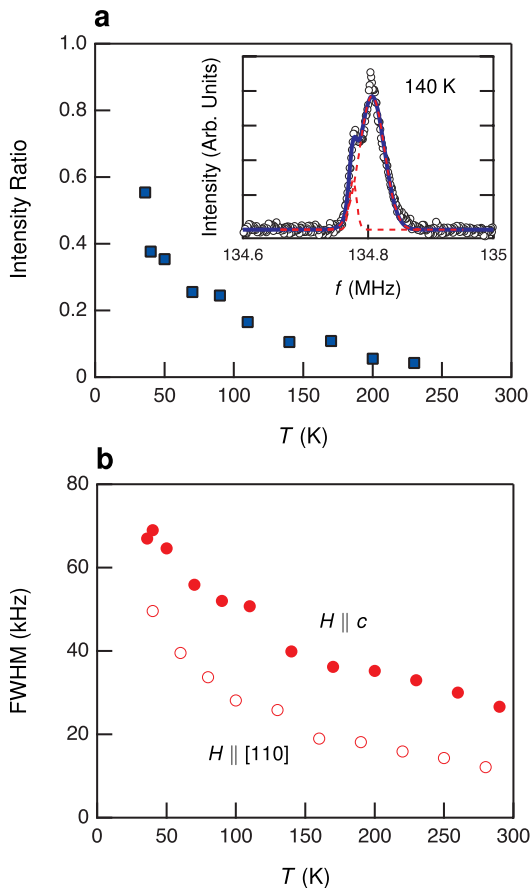 a
1.0
0.8
0.6
0.4
0.2
0
Intensity Ratio
0 50 100 150 200 250 300
T (K)
140 K
Intensity (Arb. Units)
134.6 134.8 135
f (MHz)
b
80
60
40
20
0
FWHM (kHz)
H || c
H || [110]
0 50 100 150 200 250 300
T (K)